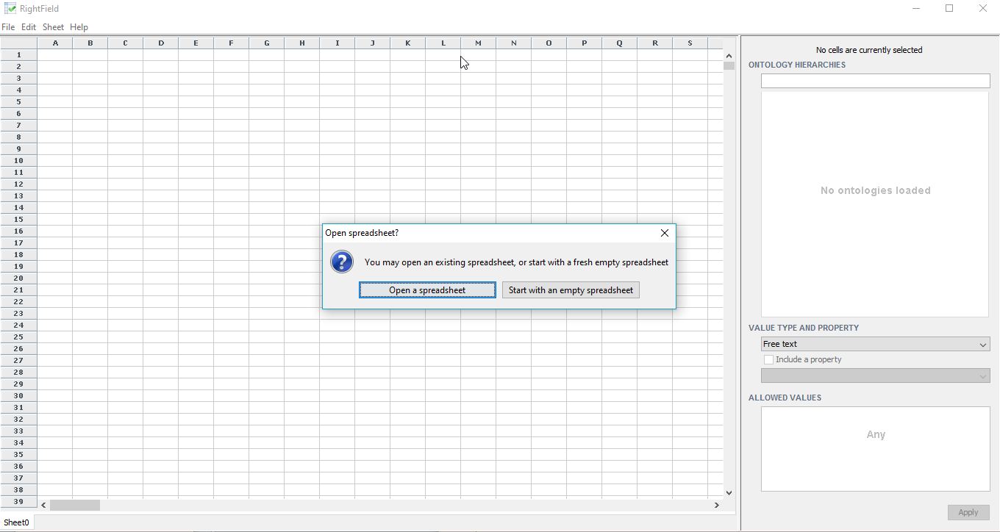 RightField
File Edit Sheet Help
A B C D E F G H I J K L M N O P Q R S
1
2
3
4
5
6
7
8
9
10
11
12
13
14
15
16
17
18
19
20
21
22
23
24
25
26
27
28
29
30
31
32
33
34
35
36
37
38
39
Sheet0
Open spreadsheet?
You may open an existing spreadsheet, or start with a fresh empty spreadsheet
Open a spreadsheet Start with an empty spreadsheet
No cells are currently selected
ONTOLOGY HIERARCHIES
No ontologies loaded
VALUE TYPE AND PROPERTY
Free text
Include a property
ALLOWED VALUES
Any
Apply